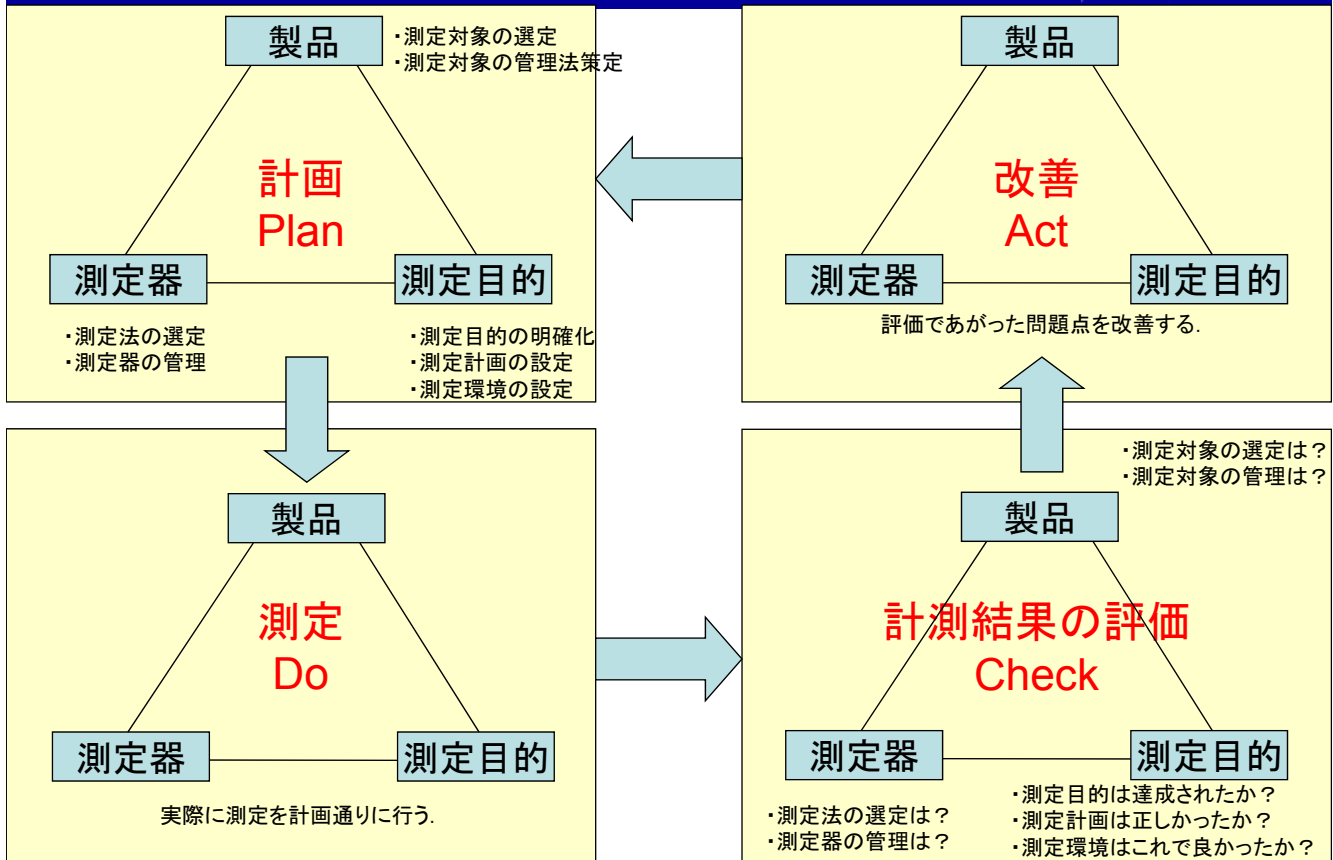 製品
・測定対象の選定
・測定対象の管理法策定
計画
Plan
測定器
測定目的
・測定法の選定
・測定器の管理
・測定目的の明確化
・測定計画の設定
・測定環境の設定
製品
改善
Act
測定器
測定目的
評価であがった問題点を改善する.
製品
測定
Do
測定器
測定目的
実際に測定を計画通りに行う.
・測定対象の選定は？
・測定対象の管理は？
製品
計測結果の評価
Check
測定器
測定目的
・測定法の選定は？
・測定器の管理は？
・測定目的は達成されたか？
・測定計画は正しかったか？
・測定環境はこれで良かったか？